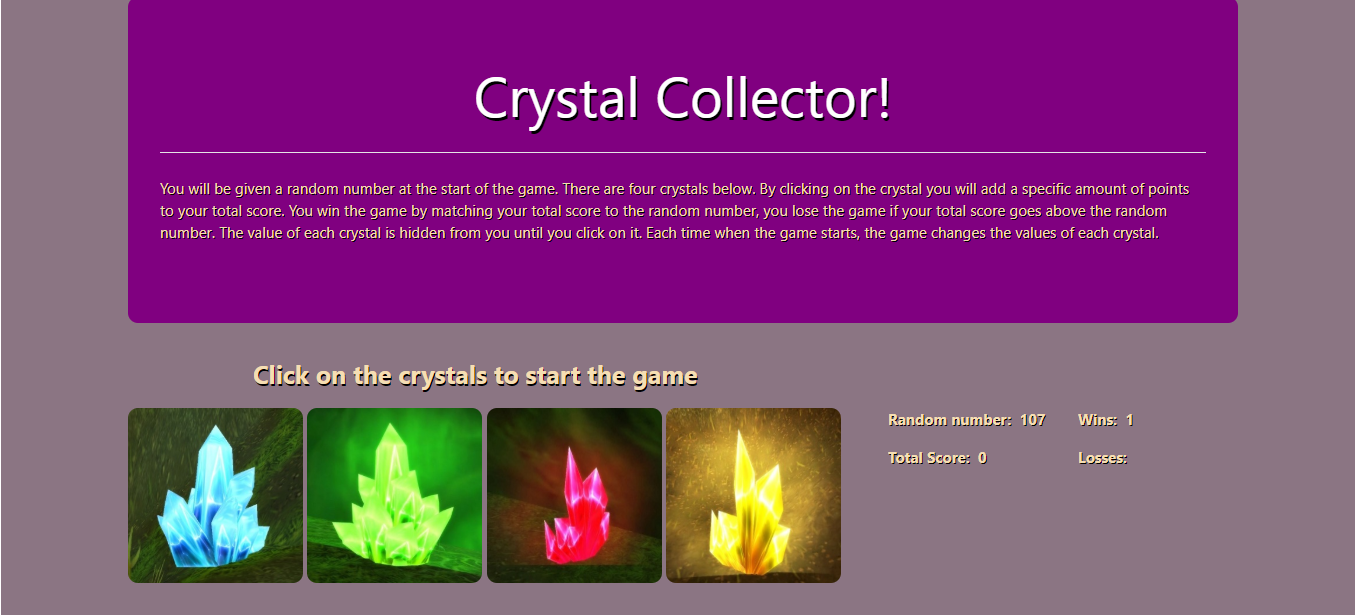 Crystal Collector!
You will be given a random number at the start of the game. There are four crystals below. By clicking on the crystal you will add a specific amount of points
to your total score. You win the game by matching your total score to the random number, you lose the game if your total score goes above the random
number. The value of each crystal is hidden from you until you click on it. Each time when the game starts, the game changes the values of each crystal.
Click on the crystals to start the game
Random number: 107 Wins: 1
Total Score: 0 Losses: